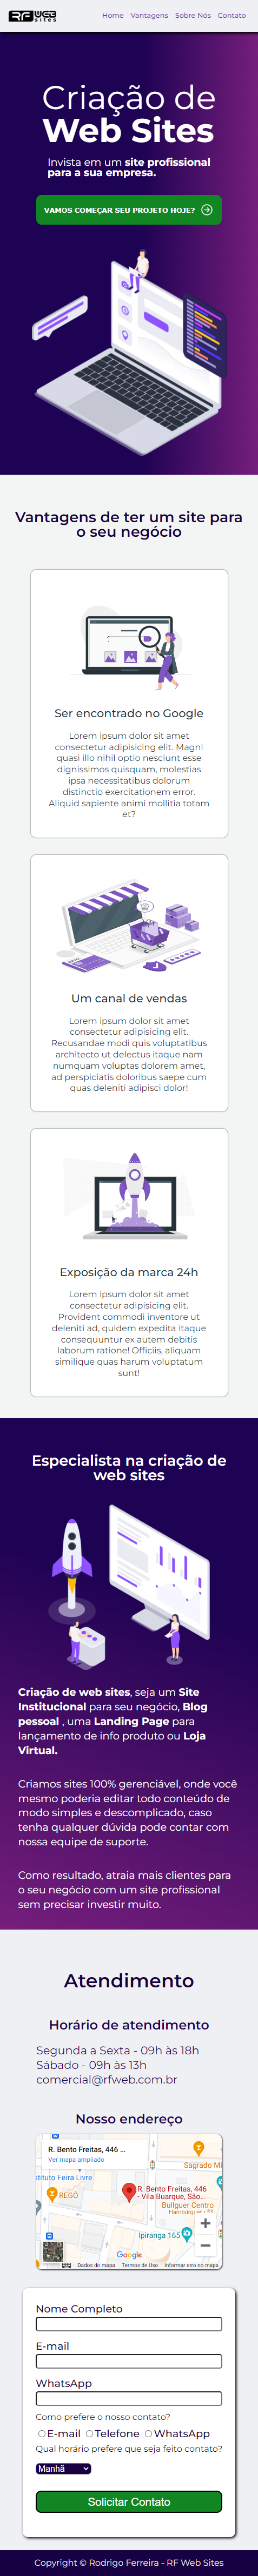 RF WEB SITES
Home Vantagens Sobre Nós Contato
Criação de
Web Sites
Invista em um site profissional
para a sua empresa.
VAMOS COMEÇAR SEU PROJETO HOJE?
Vantagens de ter um site para
o seu negócio
Ser encontrado no Google
Lorem ipsum dolor sit amet
consectetur adipisicing elit. Magni
quasi illo nihil optio nesciunt esse
dignissimos quisquam, molestias
ipsa necessitatibus dolorum
distinctio exercitationem error.
Aliquid sapiente animi mollitia totam
et?
Um canal de vendas
Lorem ipsum dolor sit amet
consectetur adipisicing elit.
Recusandae modi quis voluptatibus
architecto ut delectus itaque nam
numquam voluptas dolorem amet,
ad perspiciatis doloribus saepe cum
quas deleniti adipisci dolor!
Exposição da marca 24h
Lorem ipsum dolor sit amet
consectetur adipisicing elit.
Provident commodi inventore ut
deleniti ad, quidem expedita itaque
consequuntur ex autem debitis
laborum ratione! Officiis, aliquam
similique quas harum voluptatum
sunt!
Especialista na criação de
web sites
Criação de web sites, seja um Site
Institucional para seu negócio, Blog
pessoal , uma Landing Page para
lançamento de info produto ou Loja
Virtual.
Criamos sites 100% gerenciável, onde você
mesmo poderia editar todo conteúdo de
modo simples e descomplicado, caso
tenha qualquer dúvida pode contar com
nossa equipe de suporte.
Como resultado, atraia mais clientes para
o seu negócio com um site profissional
sem precisar investir muito.
Atendimento
Horário de atendimento
Segunda a Sexta - 09h às 18h
Sábado - 09h às 13h
comercial@rfweb.com.br
Nosso endereço
R. Bento Freitas, 446 ...
Ver mapa ampliado
Sagrado Mi
stituto Feira Livre
REGÔ
R. Bento Freitas, 446
- Vila Buarque, São...
Bullguer Centro
Hamburgueria
Ipiranga 165
Google
Dados do mapa Termos de Uso Informar erro no mapa
Nome Completo
E-mail
WhatsApp
Como prefere o nosso contato?
E-mail Telefone WhatsApp
Qual horário prefere que seja feito contato?
Manhã
Solicitar Contato
Copyright © Rodrigo Ferreira - RF Web Sites